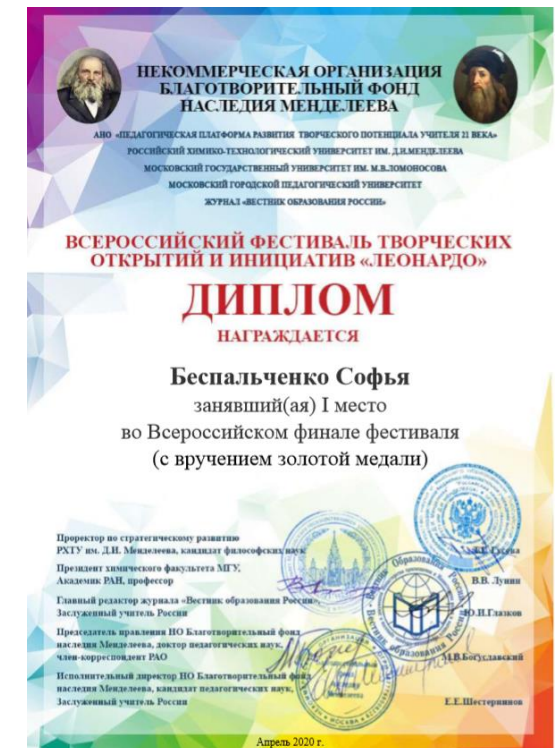 НЕКОММЕРЧЕСКАЯ ОРГАНИЗАЦИЯ
БЛАГОТВОРИТЕЛЬНЫЙ ФОНД
НАСЛЕДИЯ МЕНДЕЛЕЕВА
АНО «ПЕДАГОГИЧЕСКАЯ ПЛАТФОРМА РАЗВИТИЯ ТВОРЧЕСКОГО ПОТЕНЦИАЛА УЧИТЕЛЯ 21 ВЕКА»
РОССИЙСКИЙ ХИМИКО-ТЕХНОЛОГИЧЕСКИЙ УНИВЕРСИТЕТ ИМ. Д.И.МЕНДЕЛЕЕВА
МОСКОВСКИЙ ГОСУДАРСТВЕННЫЙ УНИВЕРСИТЕТ ИМ. М.В.ЛОМОНОСОВА
МОСКОВСКИЙ ГОРОДСКОЙ ПЕДАГОГИЧЕСКИЙ УНИВЕРСИТЕТ
ЖУРНАЛ «ВЕСТНИК ОБРАЗОВАНИЯ РОССИИ»
ВСЕРОССИЙСКИЙ ФЕСТИВАЛЬ ТВОРЧЕСКИХ
ОТКРЫТИЙ И ИНИЦИАТИВ «ЛЕОНАРДО»
ДИПЛОМ
НАГРАЖДАЕТСЯ
Беспальченко Софья
занявший(ая) I место
во Всероссийском финале фестиваля
(с вручением золотой медали)
Проректор по стратегическому развитию
РХТУ им. Д.И. Менделеева, кандидат философских наук
Президент химического факультета МГУ,
Академик РАН, профессор В.В. Лунин
Главный редактор журнала «Вестник образования России»,
Заслуженный учитель России Ю.И.Глазков
Председатель правления НО Благотворительный фонд
наследия Менделеева, доктор педагогических наук,
член-корреспондент РАО М.В.Богуславский
Исполнительный директор НО Благотворительный фонд
наследия Менделеева, кандидат педагогических наук,
Заслуженный учитель России Е.Е.Шестернинов
Вестник Образования России
Апрель 2020 г.